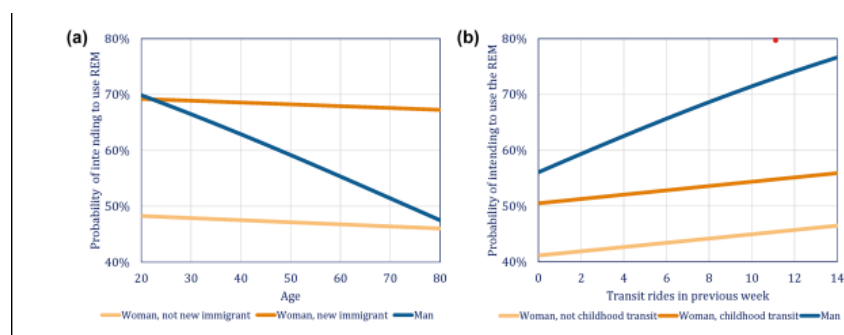 (a)
Probability of intending to use REM
80%
70%
60%
50%
40%
20 30 40 50 60 70 80
Age
Woman, not new immigrant Woman, new immigrant Man
(b)
Probability of intending to use the REM
80%
70%
60%
50%
40%
0 2 4 6 8 10 12 14
Transit rides in previous week
Woman, not childhood transit Woman, childhood transit Man